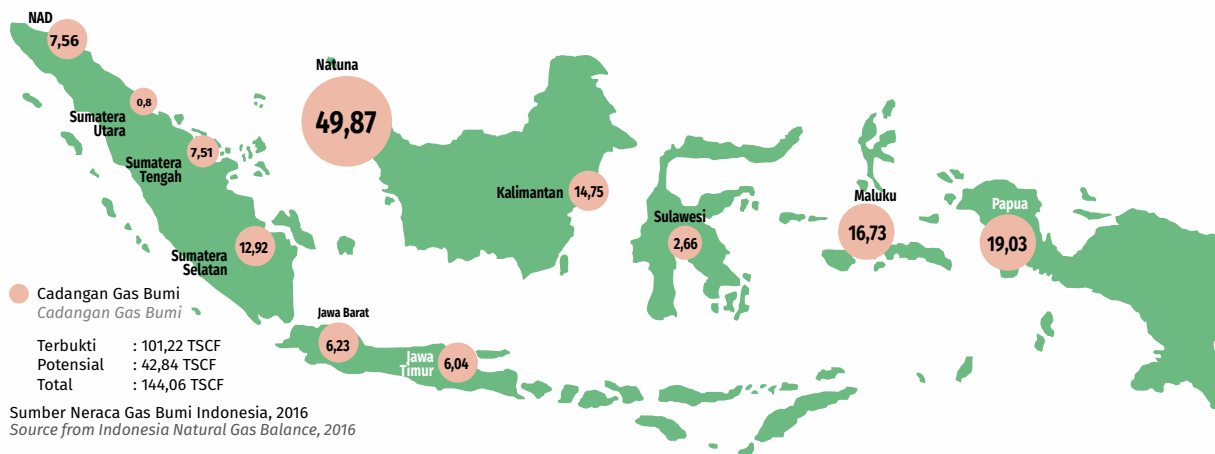 NAD
7,56
Natuna
49,87
0,8
Sumatera
Utara
7,51
Sumatera
Tengah
Kalimantan
14,75
Maluku
16,73
Papua
19,03
Sulawesi
2,66
12,92
Sumatera
Selatan
Cadangan Gas Bumi
Cadangan Gas Bumi
Jawa Barat
6,23
Jawa
Timur
6,04
Terbukti : 101,22 TSCF
Potensial : 42,84 TSCF
Total : 144,06 TSCF
Sumber Neraca Gas Bumi Indonesia, 2016
Source from Indonesia Natural Gas Balance, 2016